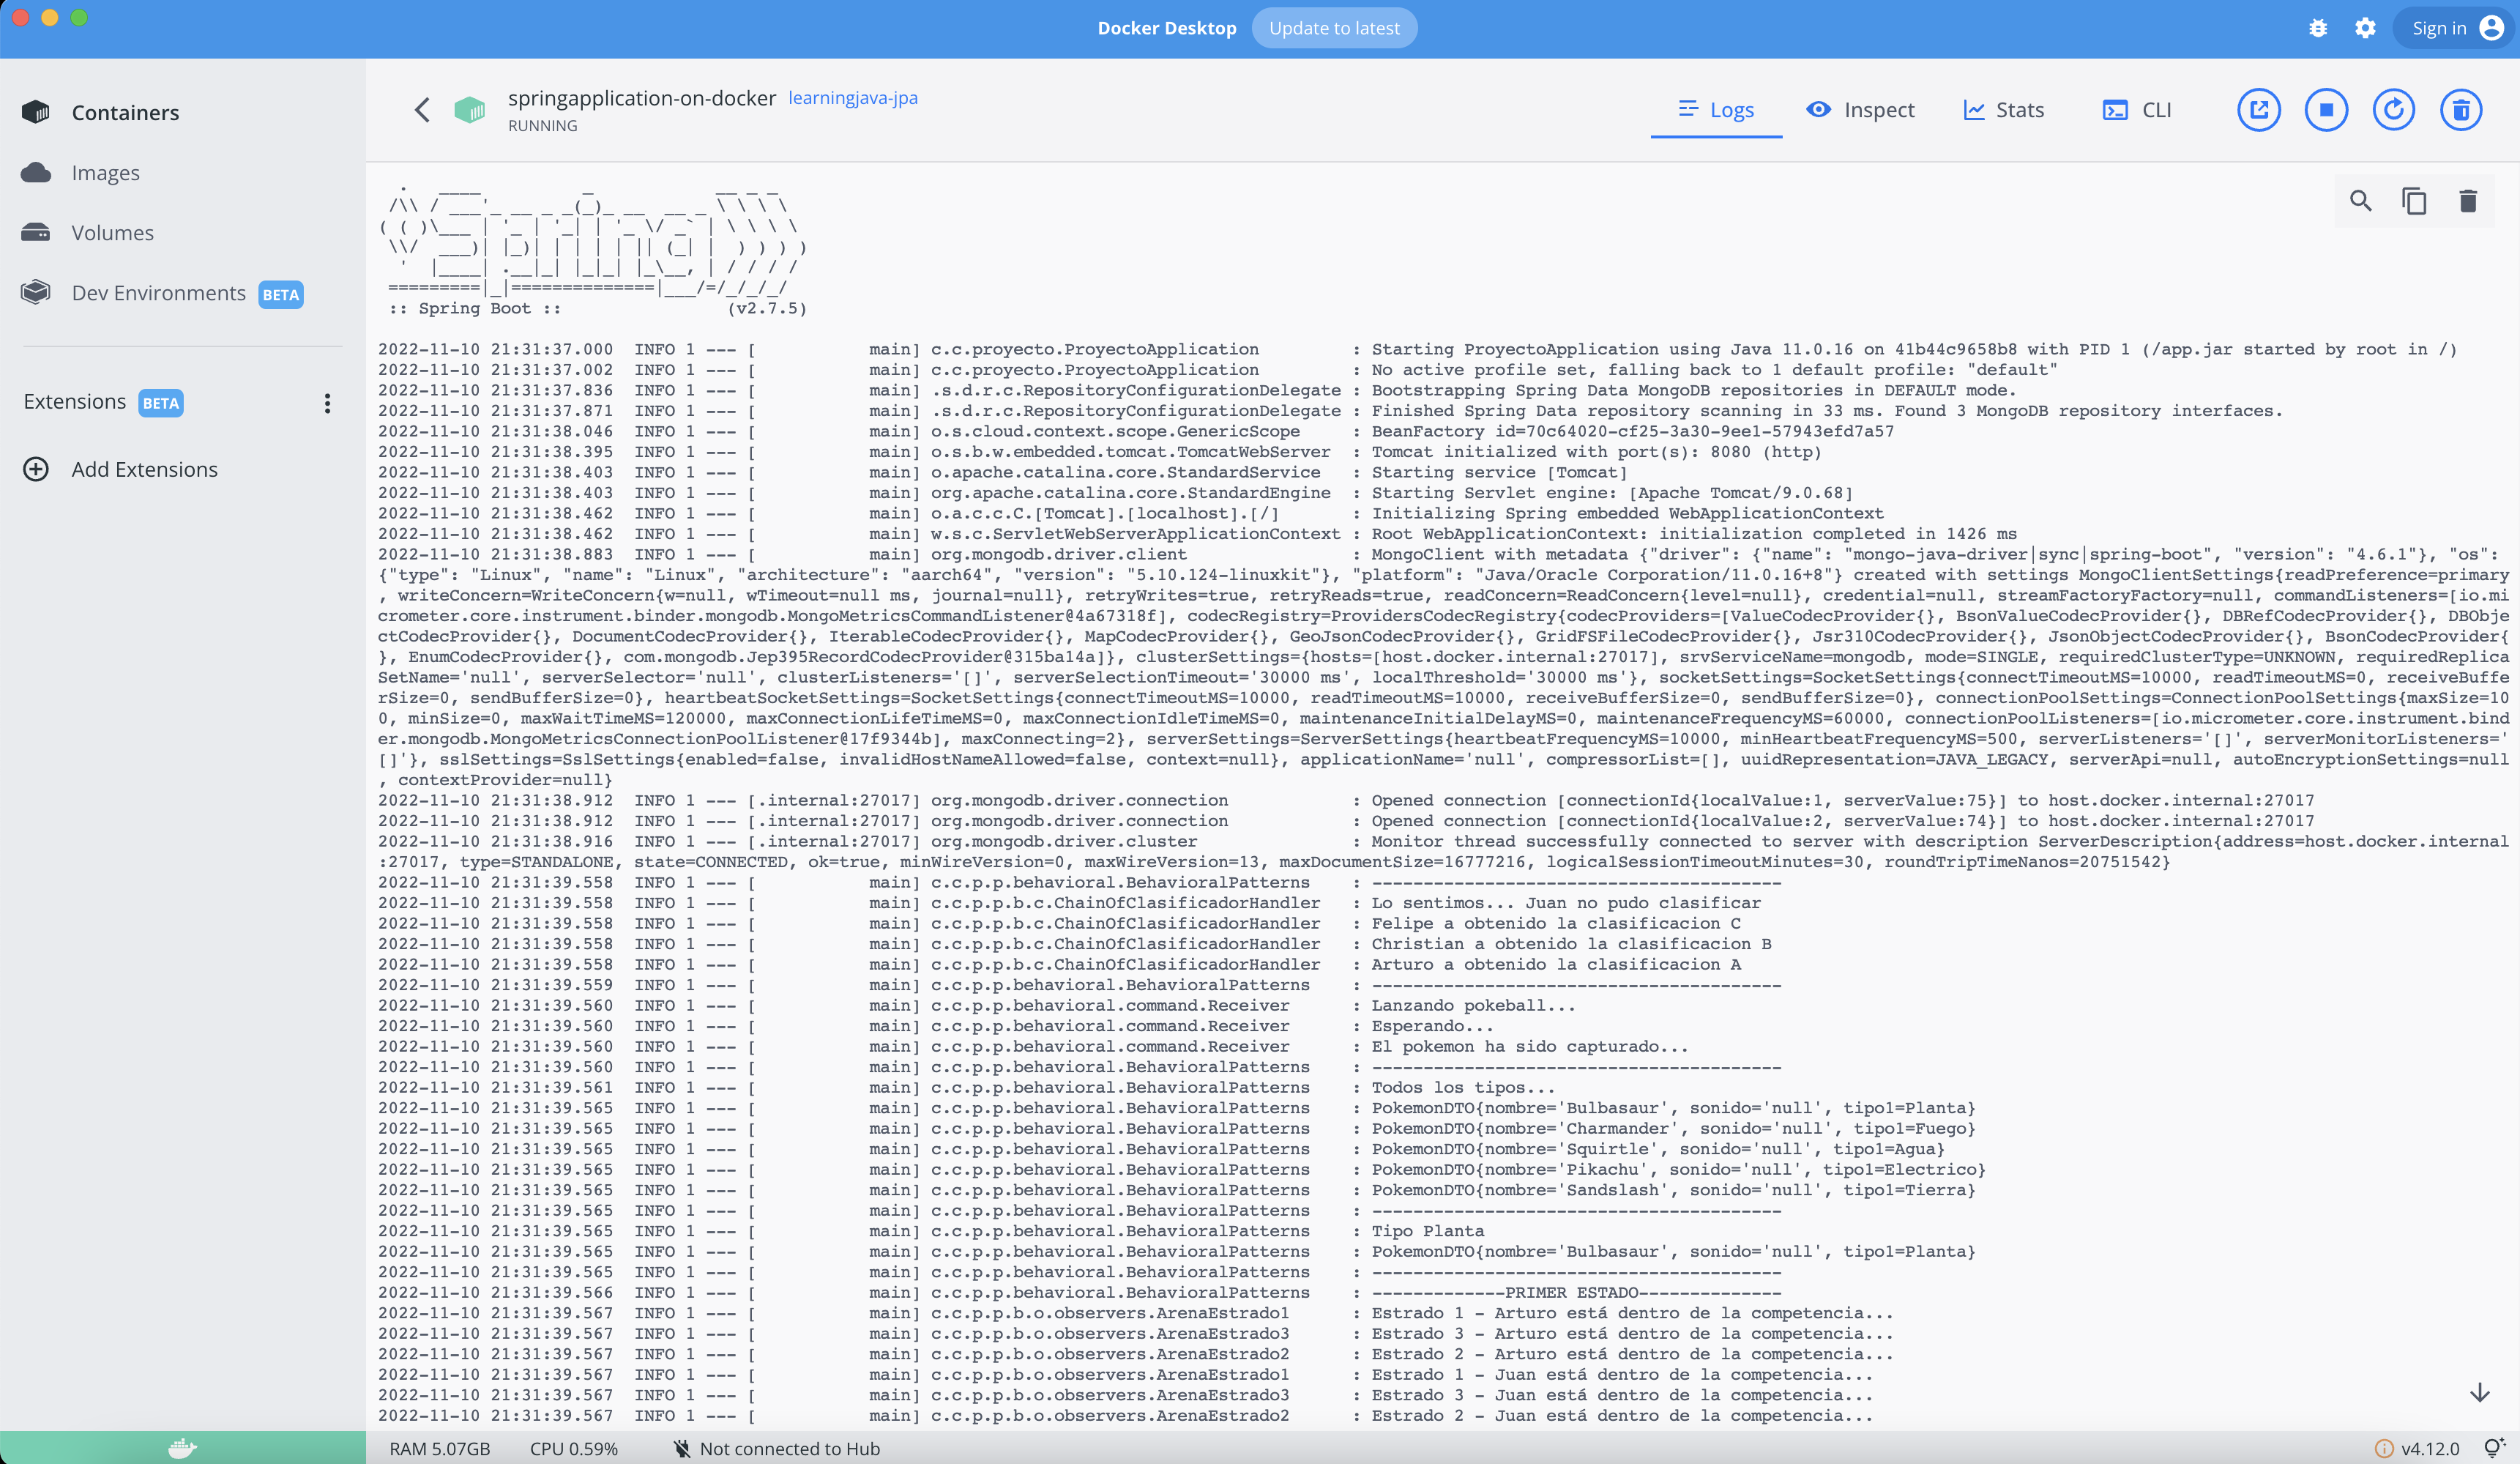 Docker Desktop Update to latest Sign in
Containers
Images
Volumes
Dev Environments BETA
Extensions BETA
Add Extensions
springapplication-on-docker learningjava-jpa
RUNNING
Logs Inspect Stats CLI
  .   ____          _            __ _ _
 /\\ / ___'_ __ _ _(_)_ __  __ _ \ \ \ \
( ( )\___ | '_ | '_| | '_ \/ _` | \ \ \ \
 \\/  ___)| |_)| | | | | || (_| |  ) ) ) )
  '  |____| .__|_| |_|_| |_\__, | / / / /
 =========|_|==============|___/=/_/_/_/
 :: Spring Boot ::                (v2.7.5)
2022-11-10 21:31:37.000  INFO 1 --- [           main] c.c.proyecto.ProyectoApplication         : Starting ProyectoApplication using Java 11.0.16 on 41b44c9658b8 with PID 1 (/app.jar started by root in /)
2022-11-10 21:31:37.002  INFO 1 --- [           main] c.c.proyecto.ProyectoApplication         : No active profile set, falling back to 1 default profile: "default"
2022-11-10 21:31:37.836  INFO 1 --- [           main] .s.d.r.c.RepositoryConfigurationDelegate : Bootstrapping Spring Data MongoDB repositories in DEFAULT mode.
2022-11-10 21:31:37.871  INFO 1 --- [           main] .s.d.r.c.RepositoryConfigurationDelegate : Finished Spring Data repository scanning in 33 ms. Found 3 MongoDB repository interfaces.
2022-11-10 21:31:38.046  INFO 1 --- [           main] o.s.cloud.context.scope.GenericScope     : BeanFactory id=70c64020-cf25-3a30-9ee1-57943efd7a57
2022-11-10 21:31:38.395  INFO 1 --- [           main] o.s.b.w.embedded.tomcat.TomcatWebServer  : Tomcat initialized with port(s): 8080 (http)
2022-11-10 21:31:38.403  INFO 1 --- [           main] o.apache.catalina.core.StandardService   : Starting service [Tomcat]
2022-11-10 21:31:38.403  INFO 1 --- [           main] org.apache.catalina.core.StandardEngine  : Starting Servlet engine: [Apache Tomcat/9.0.68]
2022-11-10 21:31:38.462  INFO 1 --- [           main] o.a.c.c.C.[Tomcat].[localhost].[/]       : Initializing Spring embedded WebApplicationContext
2022-11-10 21:31:38.462  INFO 1 --- [           main] w.s.c.ServletWebServerApplicationContext : Root WebApplicationContext: initialization completed in 1426 ms
2022-11-10 21:31:38.883  INFO 1 --- [           main] org.mongodb.driver.client                : MongoClient with metadata {"driver": {"name": "mongo-java-driver|sync|spring-boot", "version": "4.6.1"}, "os":
{"type": "Linux", "name": "Linux", "architecture": "aarch64", "version": "5.10.124-linuxkit"}, "platform": "Java/Oracle Corporation/11.0.16+8"} created with settings MongoClientSettings{readPreference=primary
, writeConcern=WriteConcern{w=null, wTimeout=null ms, journal=null}, retryWrites=true, retryReads=true, readConcern=ReadConcern{level=null}, credential=null, streamFactoryFactory=null, commandListeners=[io.mi
crometer.core.instrument.binder.mongodb.MongoMetricsCommandListener@4a67318f], codecRegistry=ProvidersCodecRegistry{codecProviders=[ValueCodecProvider{}, BsonValueCodecProvider{}, DBRefCodecProvider{}, DBObje
ctCodecProvider{}, DocumentCodecProvider{}, IterableCodecProvider{}, MapCodecProvider{}, GeoJsonCodecProvider{}, GridFSFileCodecProvider{}, Jsr310CodecProvider{}, JsonObjectCodecProvider{}, BsonCodecProvider{
}, EnumCodecProvider{}, com.mongodb.Jep395RecordCodecProvider@315ba14a]}, clusterSettings={hosts=[host.docker.internal:27017], srvServiceName=mongodb, mode=SINGLE, requiredClusterType=UNKNOWN, requiredReplica
SetName='null', serverSelector='null', clusterListeners='[]', serverSelectionTimeout='30000 ms', localThreshold='30000 ms'}, socketSettings=SocketSettings{connectTimeoutMS=10000, readTimeoutMS=0, receiveBuffe
rSize=0, sendBufferSize=0}, heartbeatSocketSettings=SocketSettings{connectTimeoutMS=10000, readTimeoutMS=10000, receiveBufferSize=0, sendBufferSize=0}, connectionPoolSettings=ConnectionPoolSettings{maxSize=10
0, minSize=0, maxWaitTimeMS=120000, maxConnectionLifeTimeMS=0, maxConnectionIdleTimeMS=0, maintenanceInitialDelayMS=0, maintenanceFrequencyMS=60000, connectionPoolListeners=[io.micrometer.core.instrument.bind
er.mongodb.MongoMetricsConnectionPoolListener@17f9344b], maxConnecting=2}, serverSettings=ServerSettings{heartbeatFrequencyMS=10000, minHeartbeatFrequencyMS=500, serverListeners='[]', serverMonitorListeners='
[]'}, sslSettings=SslSettings{enabled=false, invalidHostNameAllowed=false, context=null}, applicationName='null', compressorList=[], uuidRepresentation=JAVA_LEGACY, serverApi=null, autoEncryptionSettings=null
, contextProvider=null}
2022-11-10 21:31:38.912  INFO 1 --- [.internal:27017] org.mongodb.driver.connection            : Opened connection [connectionId{localValue:1, serverValue:75}] to host.docker.internal:27017
2022-11-10 21:31:38.912  INFO 1 --- [.internal:27017] org.mongodb.driver.connection            : Opened connection [connectionId{localValue:2, serverValue:74}] to host.docker.internal:27017
2022-11-10 21:31:38.916  INFO 1 --- [.internal:27017] org.mongodb.driver.cluster               : Monitor thread successfully connected to server with description ServerDescription{address=host.docker.internal
:27017, type=STANDALONE, state=CONNECTED, ok=true, minWireVersion=0, maxWireVersion=13, maxDocumentSize=16777216, logicalSessionTimeoutMinutes=30, roundTripTimeNanos=20751542}
2022-11-10 21:31:39.558  INFO 1 --- [           main] c.c.p.p.behavioral.BehavioralPatterns    : ----------------------------------------
2022-11-10 21:31:39.558  INFO 1 --- [           main] c.c.p.p.b.c.ChainOfClasificadorHandler   : Lo sentimos... Juan no pudo clasificar
2022-11-10 21:31:39.558  INFO 1 --- [           main] c.c.p.p.b.c.ChainOfClasificadorHandler   : Felipe a obtenido la clasificacion C
2022-11-10 21:31:39.558  INFO 1 --- [           main] c.c.p.p.b.c.ChainOfClasificadorHandler   : Christian a obtenido la clasificacion B
2022-11-10 21:31:39.558  INFO 1 --- [           main] c.c.p.p.b.c.ChainOfClasificadorHandler   : Arturo a obtenido la clasificacion A
2022-11-10 21:31:39.559  INFO 1 --- [           main] c.c.p.p.behavioral.BehavioralPatterns    : ----------------------------------------
2022-11-10 21:31:39.560  INFO 1 --- [           main] c.c.p.p.behavioral.command.Receiver      : Lanzando pokeball...
2022-11-10 21:31:39.560  INFO 1 --- [           main] c.c.p.p.behavioral.command.Receiver      : Esperando...
2022-11-10 21:31:39.560  INFO 1 --- [           main] c.c.p.p.behavioral.command.Receiver      : El pokemon ha sido capturado...
2022-11-10 21:31:39.560  INFO 1 --- [           main] c.c.p.p.behavioral.BehavioralPatterns    : ----------------------------------------
2022-11-10 21:31:39.561  INFO 1 --- [           main] c.c.p.p.behavioral.BehavioralPatterns    : Todos los tipos...
2022-11-10 21:31:39.565  INFO 1 --- [           main] c.c.p.p.behavioral.BehavioralPatterns    : PokemonDTO{nombre='Bulbasaur', sonido='null', tipo1=Planta}
2022-11-10 21:31:39.565  INFO 1 --- [           main] c.c.p.p.behavioral.BehavioralPatterns    : PokemonDTO{nombre='Charmander', sonido='null', tipo1=Fuego}
2022-11-10 21:31:39.565  INFO 1 --- [           main] c.c.p.p.behavioral.BehavioralPatterns    : PokemonDTO{nombre='Squirtle', sonido='null', tipo1=Agua}
2022-11-10 21:31:39.565  INFO 1 --- [           main] c.c.p.p.behavioral.BehavioralPatterns    : PokemonDTO{nombre='Pikachu', sonido='null', tipo1=Electrico}
2022-11-10 21:31:39.565  INFO 1 --- [           main] c.c.p.p.behavioral.BehavioralPatterns    : PokemonDTO{nombre='Sandslash', sonido='null', tipo1=Tierra}
2022-11-10 21:31:39.565  INFO 1 --- [           main] c.c.p.p.behavioral.BehavioralPatterns    : ----------------------------------------
2022-11-10 21:31:39.565  INFO 1 --- [           main] c.c.p.p.behavioral.BehavioralPatterns    : Tipo Planta
2022-11-10 21:31:39.565  INFO 1 --- [           main] c.c.p.p.behavioral.BehavioralPatterns    : PokemonDTO{nombre='Bulbasaur', sonido='null', tipo1=Planta}
2022-11-10 21:31:39.565  INFO 1 --- [           main] c.c.p.p.behavioral.BehavioralPatterns    : ----------------------------------------
2022-11-10 21:31:39.566  INFO 1 --- [           main] c.c.p.p.behavioral.BehavioralPatterns    : -------------PRIMER ESTADO--------------
2022-11-10 21:31:39.567  INFO 1 --- [           main] c.c.p.p.b.o.observers.ArenaEstrado1      : Estrado 1 - Arturo está dentro de la competencia...
2022-11-10 21:31:39.567  INFO 1 --- [           main] c.c.p.p.b.o.observers.ArenaEstrado3      : Estrado 3 - Arturo está dentro de la competencia...
2022-11-10 21:31:39.567  INFO 1 --- [           main] c.c.p.p.b.o.observers.ArenaEstrado2      : Estrado 2 - Arturo está dentro de la competencia...
2022-11-10 21:31:39.567  INFO 1 --- [           main] c.c.p.p.b.o.observers.ArenaEstrado1      : Estrado 1 - Juan está dentro de la competencia...
2022-11-10 21:31:39.567  INFO 1 --- [           main] c.c.p.p.b.o.observers.ArenaEstrado3      : Estrado 3 - Juan está dentro de la competencia...
2022-11-10 21:31:39.567  INFO 1 --- [           main] c.c.p.p.b.o.observers.ArenaEstrado2      : Estrado 2 - Juan está dentro de la competencia...
RAM 5.07GB CPU 0.59% Not connected to Hub v4.12.0